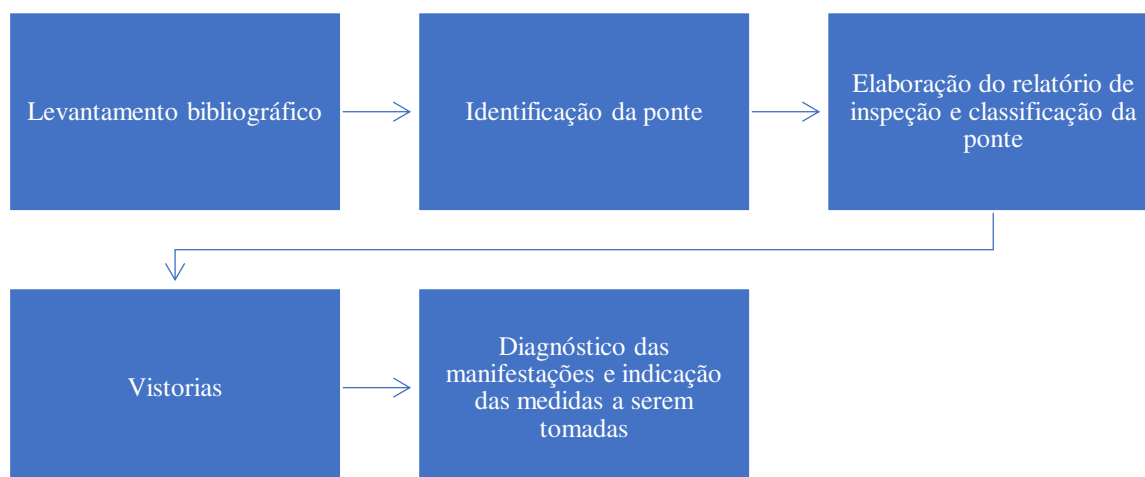 Levantamento bibliográfico
Identificação da ponte
Elaboração do relatório de
inspeção e classificação da
ponte
Vistorias
Diagnóstico das
manifestações e indicação
das medidas a serem
tomadas